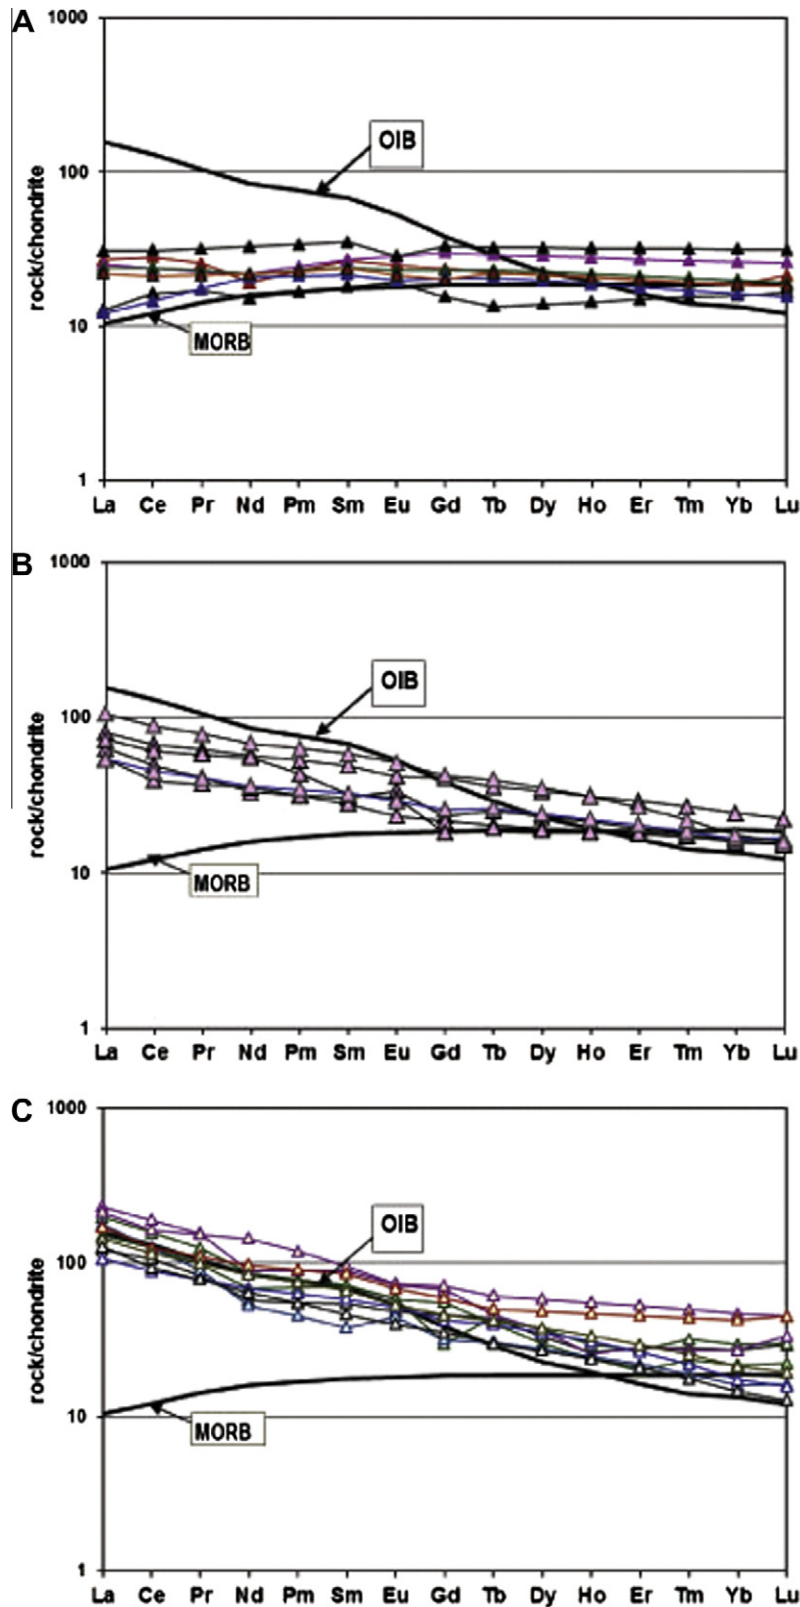 A
1000
100
10
1
rock/chondrite
OIB
MORB
La Ce Pr Nd Pm Sm Eu Gd Tb Dy Ho Er Tm Yb Lu
B
1000
100
10
1
rock/chondrite
OIB
MORB
La Ce Pr Nd Pm Sm Eu Gd Tb Dy Ho Er Tm Yb Lu
C
1000
100
10
1
rock/chondrite
OIB
MORB
La Ce Pr Nd Pm Sm Eu Gd Tb Dy Ho Er Tm Yb Lu